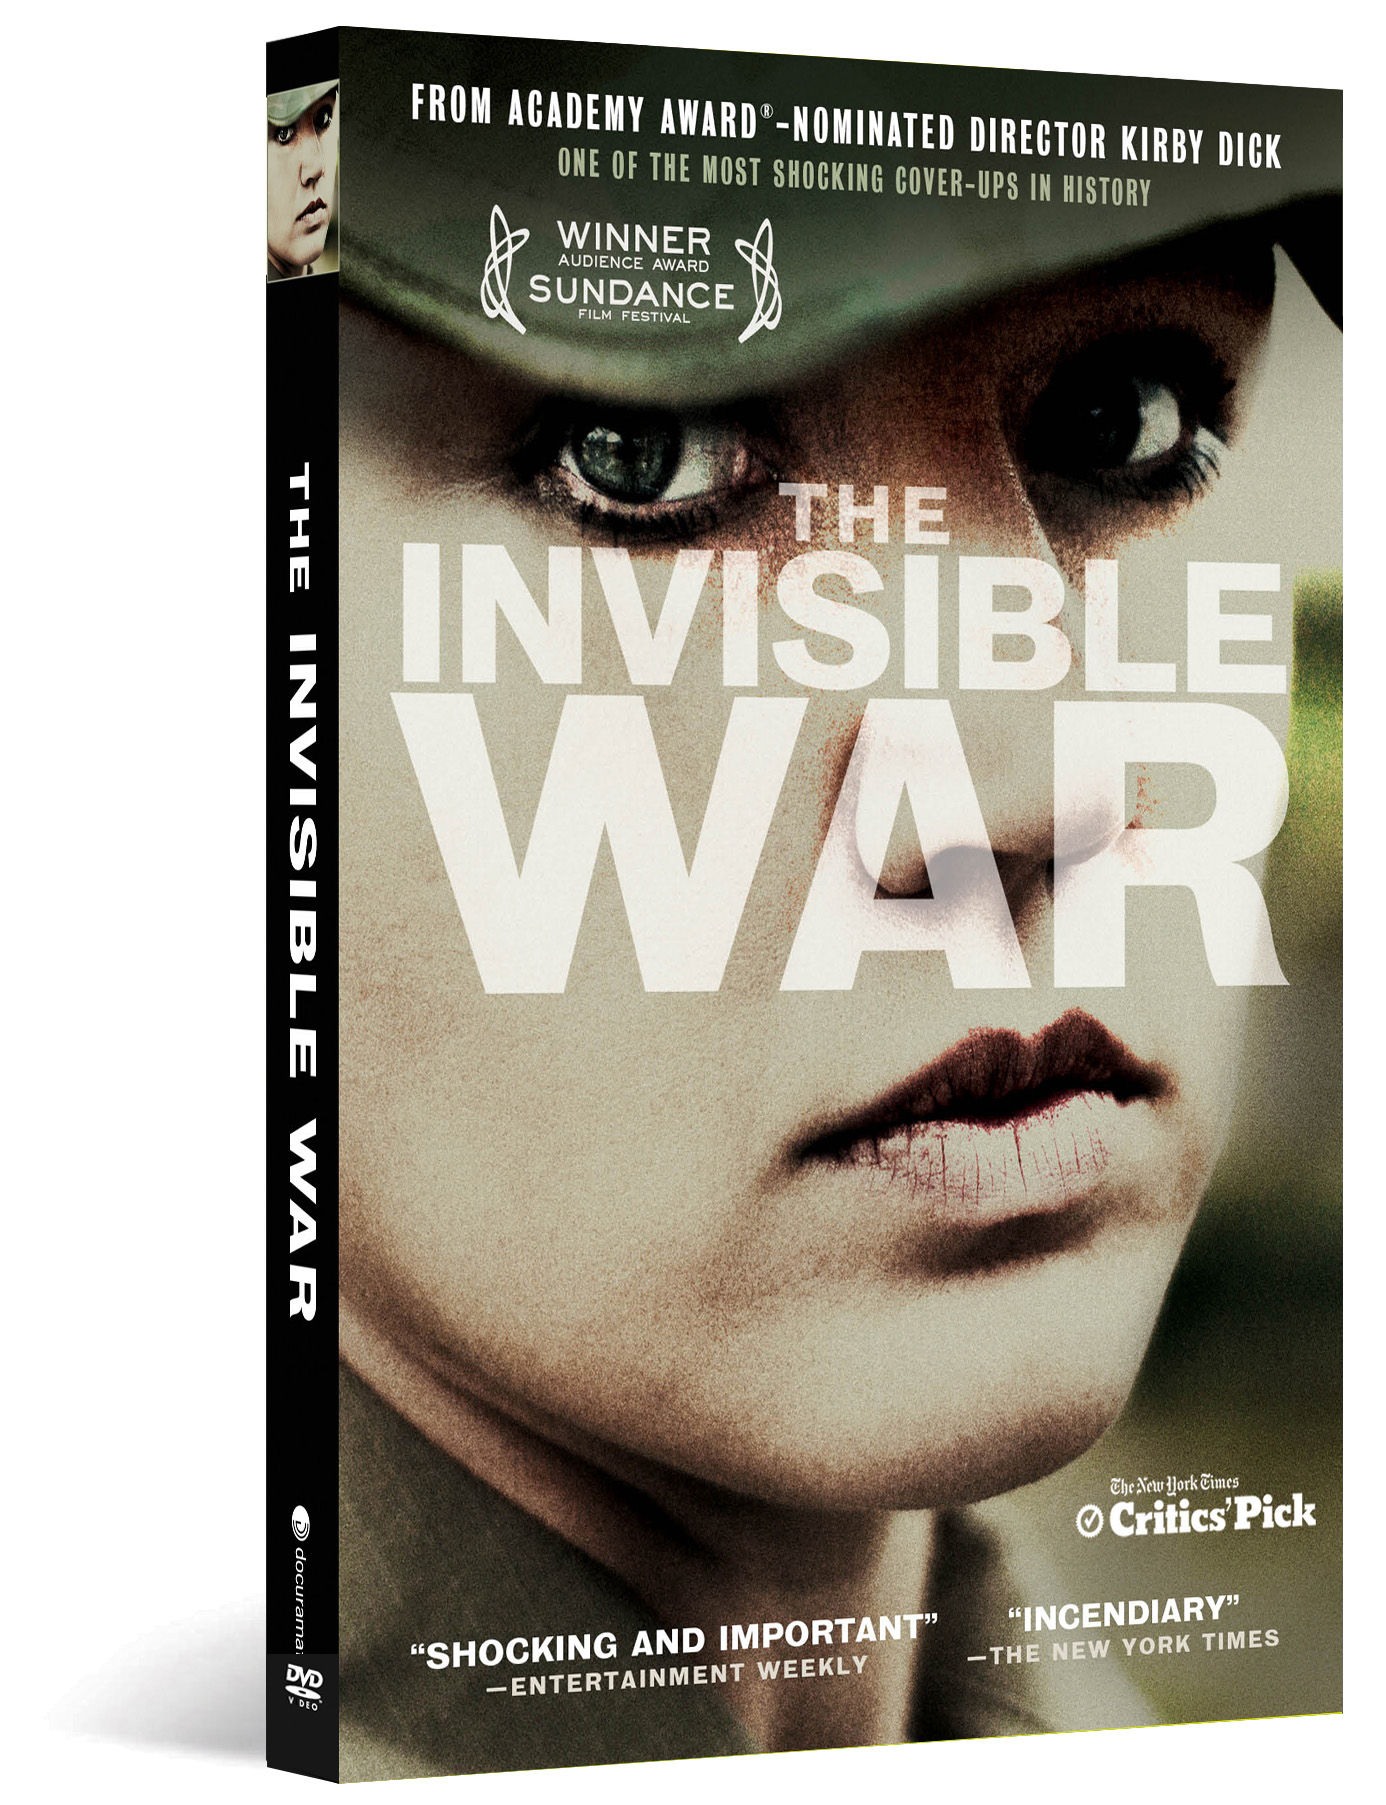 FROM ACADEMY AWARD®-NOMINATED DIRECTOR KIRBY DICK
ONE OF THE MOST SHOCKING COVER-UPS IN HISTORY
WINNER
AUDIENCE AWARD
SUNDANCE
FILM FESTIVAL
THE
INVISIBLE
WAR
The New York Times
Critics' Pick
“SHOCKING AND IMPORTANT”
—ENTERTAINMENT WEEKLY
“INCENDIARY”
—THE NEW YORK TIMES
THE INVISIBLE WAR
docurama
DVD
VIDEO